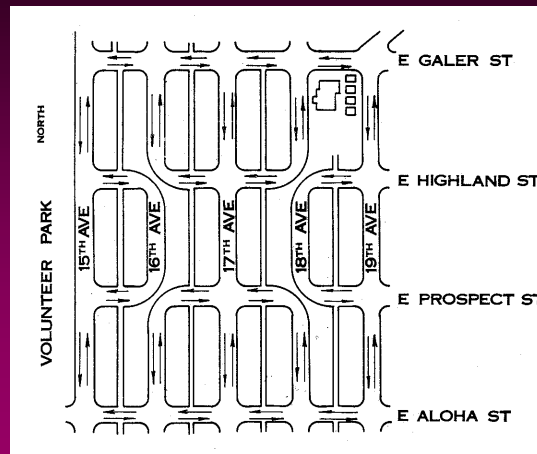 E GALER ST
NORTH
E HIGHLAND ST
VOLUNTEER PARK
15TH AVE
16TH AVE
17TH AVE
18TH AVE
19TH AVE
E PROSPECT ST
E ALOHA ST